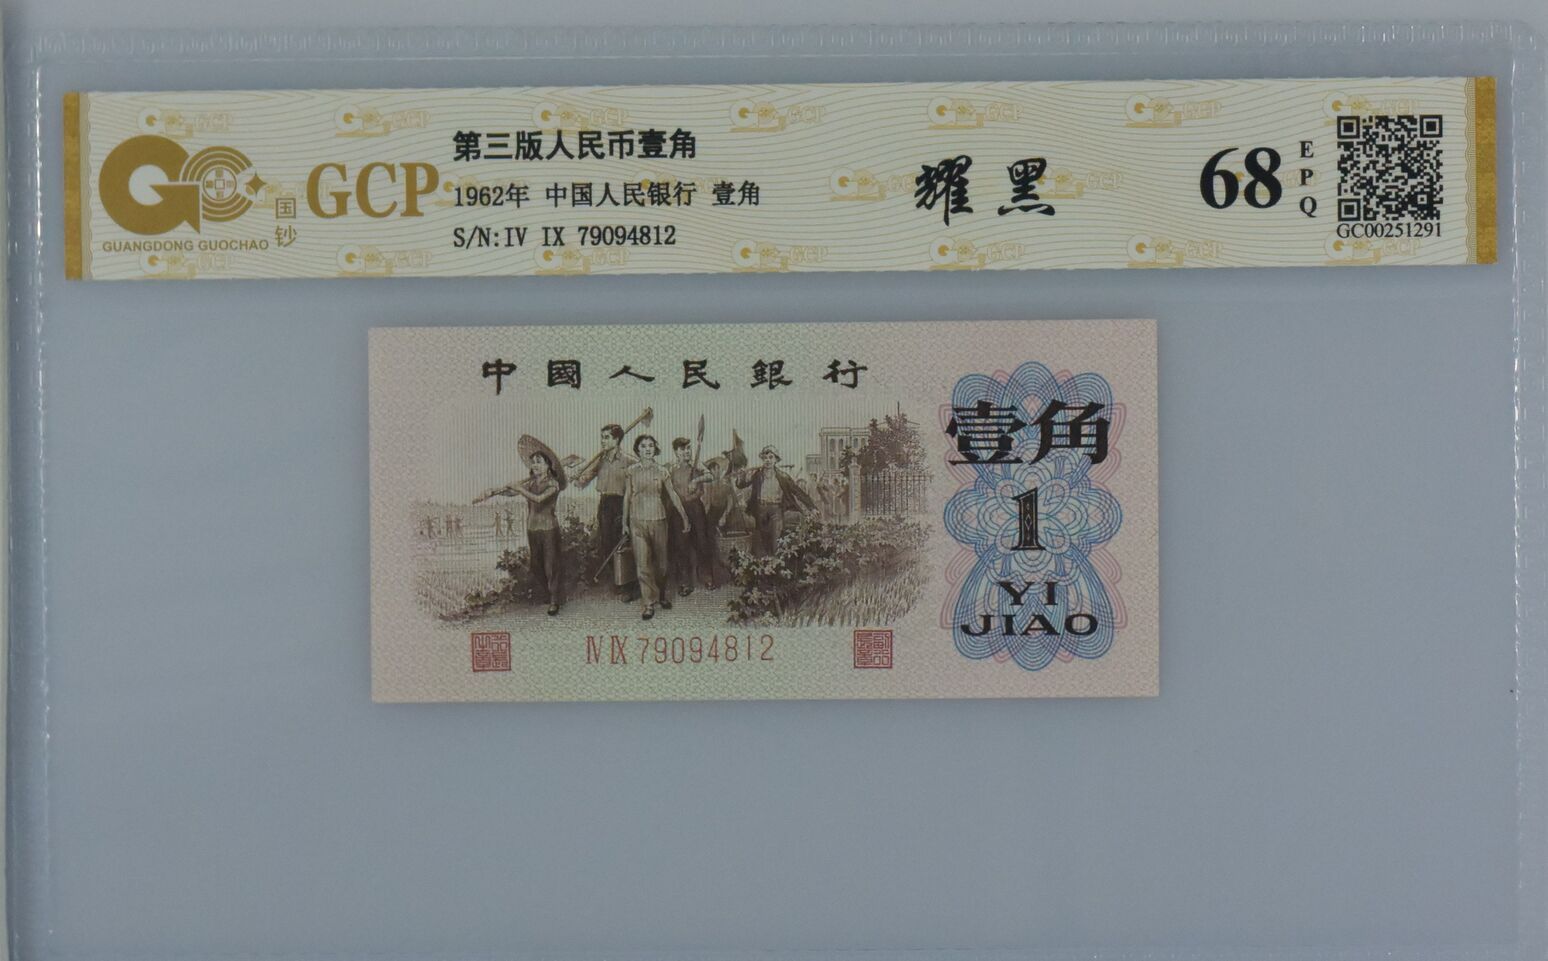 GCP
国钞
GUANGDONG GUOCHAO
第三版人民币壹角
1962年 中国人民银行 壹角
S/N:IV IX 79094812
耀黑
68
EPQ
GC00251291
中國人民銀行
壹角
1
YI
JIAO
IV IX 79094812